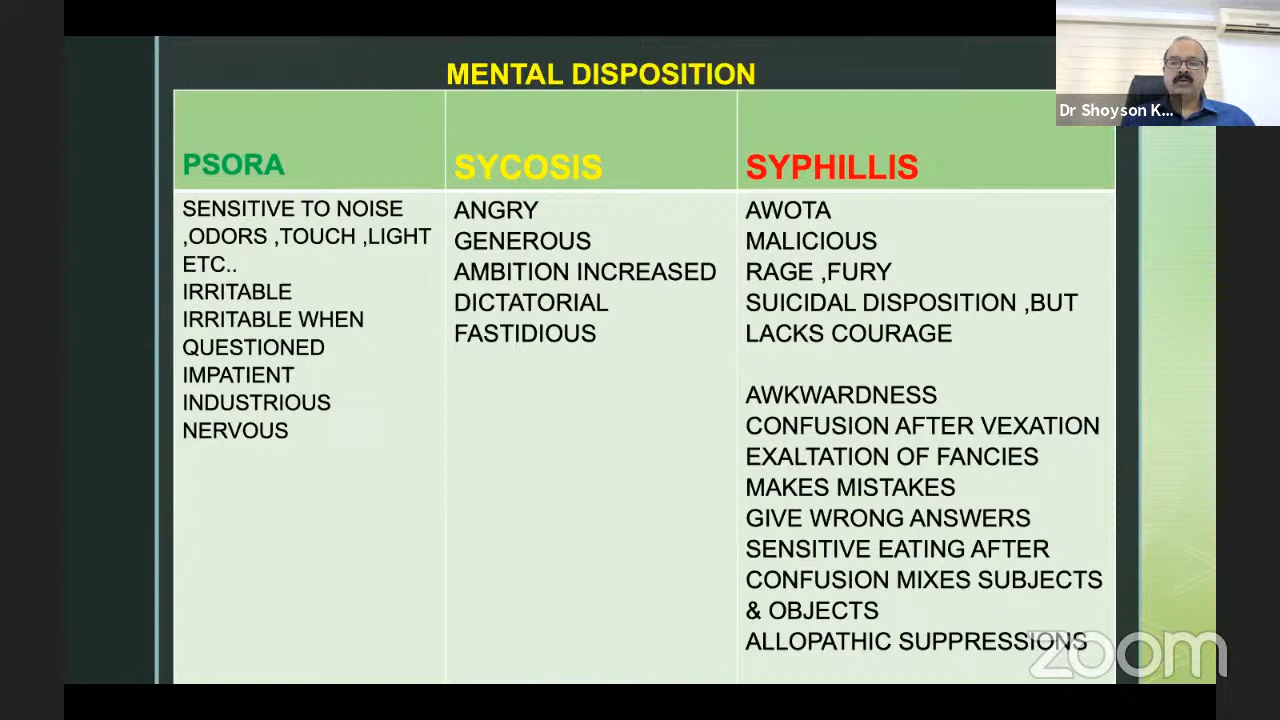 MENTAL DISPOSITION
Dr Shoyson K...
PSORA
SENSITIVE TO NOISE
,ODORS ,TOUCH ,LIGHT
ETC..
IRRITABLE
IRRITABLE WHEN
QUESTIONED
IMPATIENT
INDUSTRIOUS
NERVOUS
SYCOSIS
ANGRY
GENEROUS
AMBITION INCREASED
DICTATORIAL
FASTIDIOUS
SYPHILLIS
AWOTA
MALICIOUS
RAGE ,FURY
SUICIDAL DISPOSITION ,BUT
LACKS COURAGE
AWKWARDNESS
CONFUSION AFTER VEXATION
EXALTATION OF FANCIES
MAKES MISTAKES
GIVE WRONG ANSWERS
SENSITIVE EATING AFTER
CONFUSION MIXES SUBJECTS
& OBJECTS
ALLOPATHIC SUPPRESSIONS
zoom